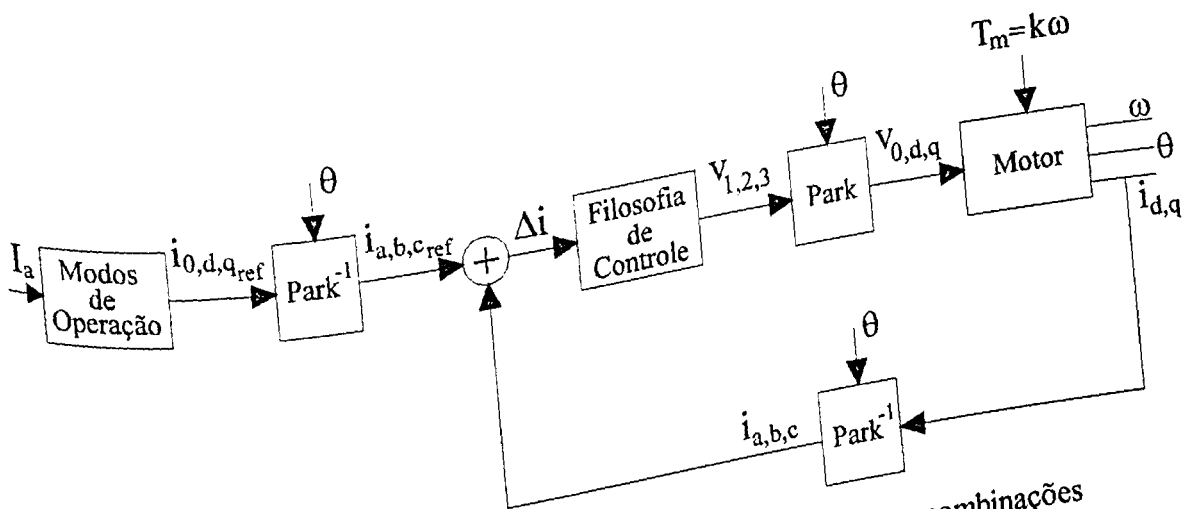 T_m=kω
θ
ω
θ
i_d,q
Motor
V_0,d,q
Park
V_1,2,3
Filosofia
de
Controle
Δi
+
i_a,b,c_ref
θ
Park^-1
i_0,d,q_ref
I_a
Modos
de
Operação
θ
Park^-1
i_a,b,c
combinações